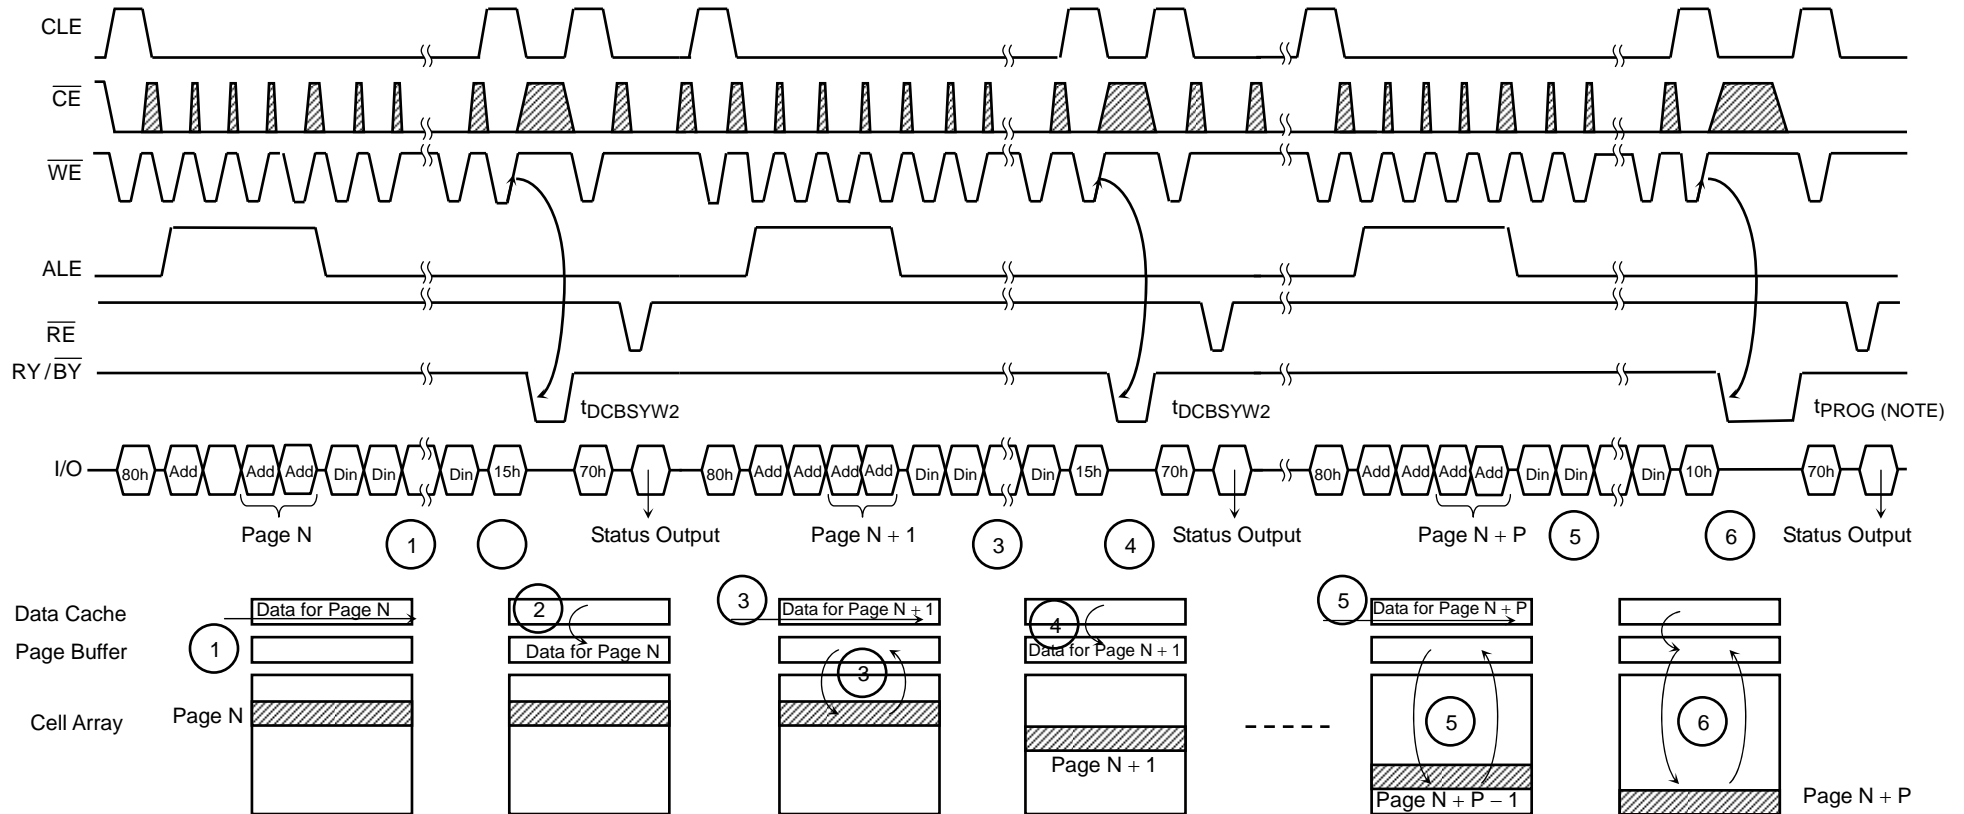 CLE
CE
WE
ALE
RE
RY/BY
tDCBSYW2 tDCBSYW2 tPROG (NOTE)
I/O 80h Add Add Add Din Din Din 15h 70h 80h Add Add Add Add Din Din Din 15h 70h 80h Add Add Add Add Din Din Din 10h 70h
Page N Status Output Page N + 1 Status Output Page N + P Status Output
1 3 4 5 6
Data Cache Data for Page N 2 3 Data for Page N + 1 4 5 Data for Page N + P
Page Buffer 1 Data for Page N 3 Data for Page N + 1
Cell Array Page N 5 6
Page N + 1
Page N + P − 1 Page N + P